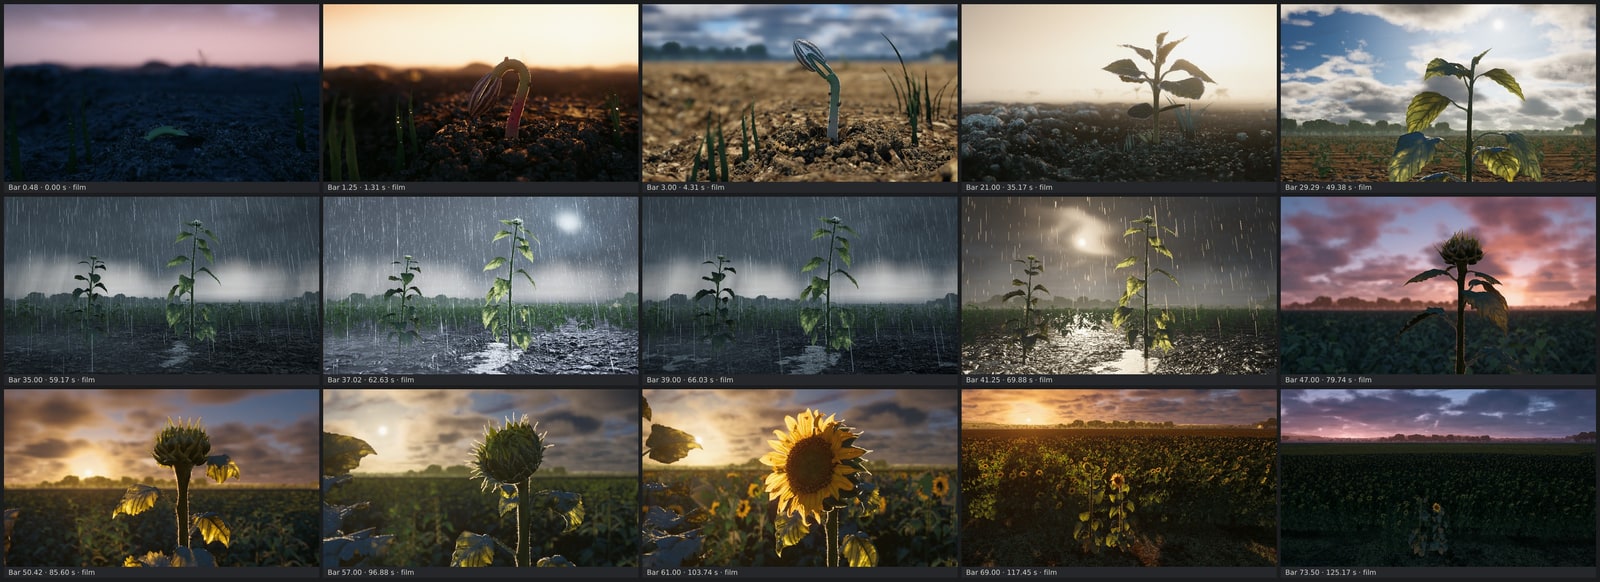 Bar 0.48 · 0.00 s · film
Bar 1.25 · 1.31 s · film
Bar 3.00 · 4.31 s · film
Bar 21.00 · 35.17 s · film
Bar 29.29 · 49.38 s · film
Bar 35.00 · 59.17 s · film
Bar 37.02 · 62.63 s · film
Bar 39.00 · 66.03 s · film
Bar 41.25 · 69.88 s · film
Bar 47.00 · 79.74 s · film
Bar 50.42 · 85.60 s · film
Bar 57.00 · 96.88 s · film
Bar 61.00 · 103.74 s · film
Bar 69.00 · 117.45 s · film
Bar 73.50 · 125.17 s · film